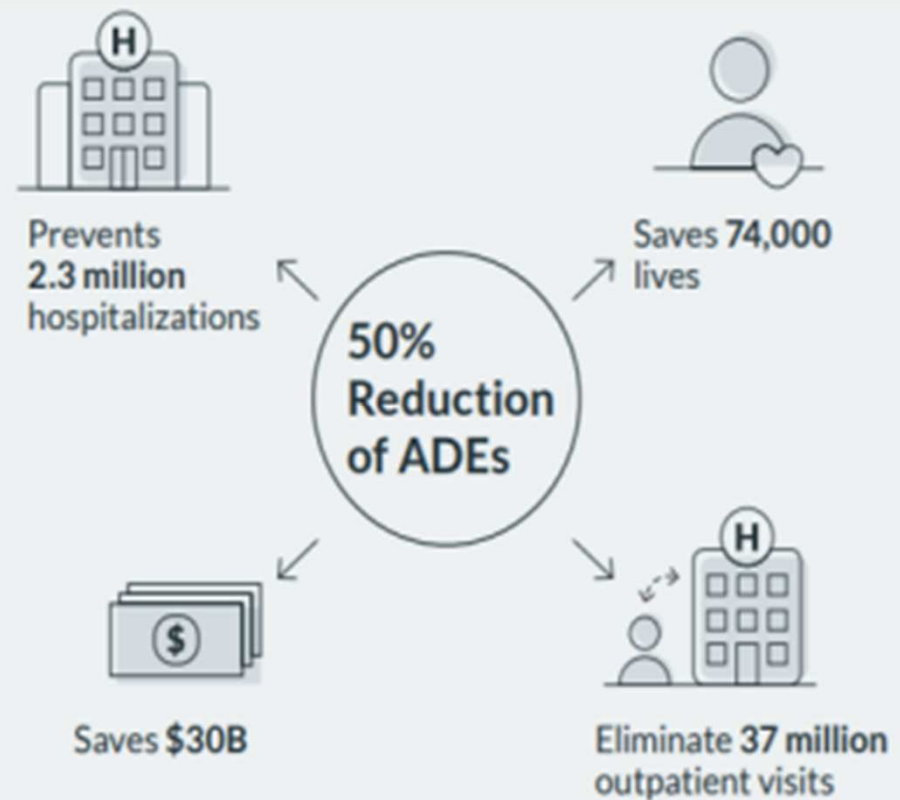 H
Prevents
2.3 million
hospitalizations
Saves 74,000
lives
50%
Reduction
of ADEs
$
Saves $30B
H
Eliminate 37 million
outpatient visits